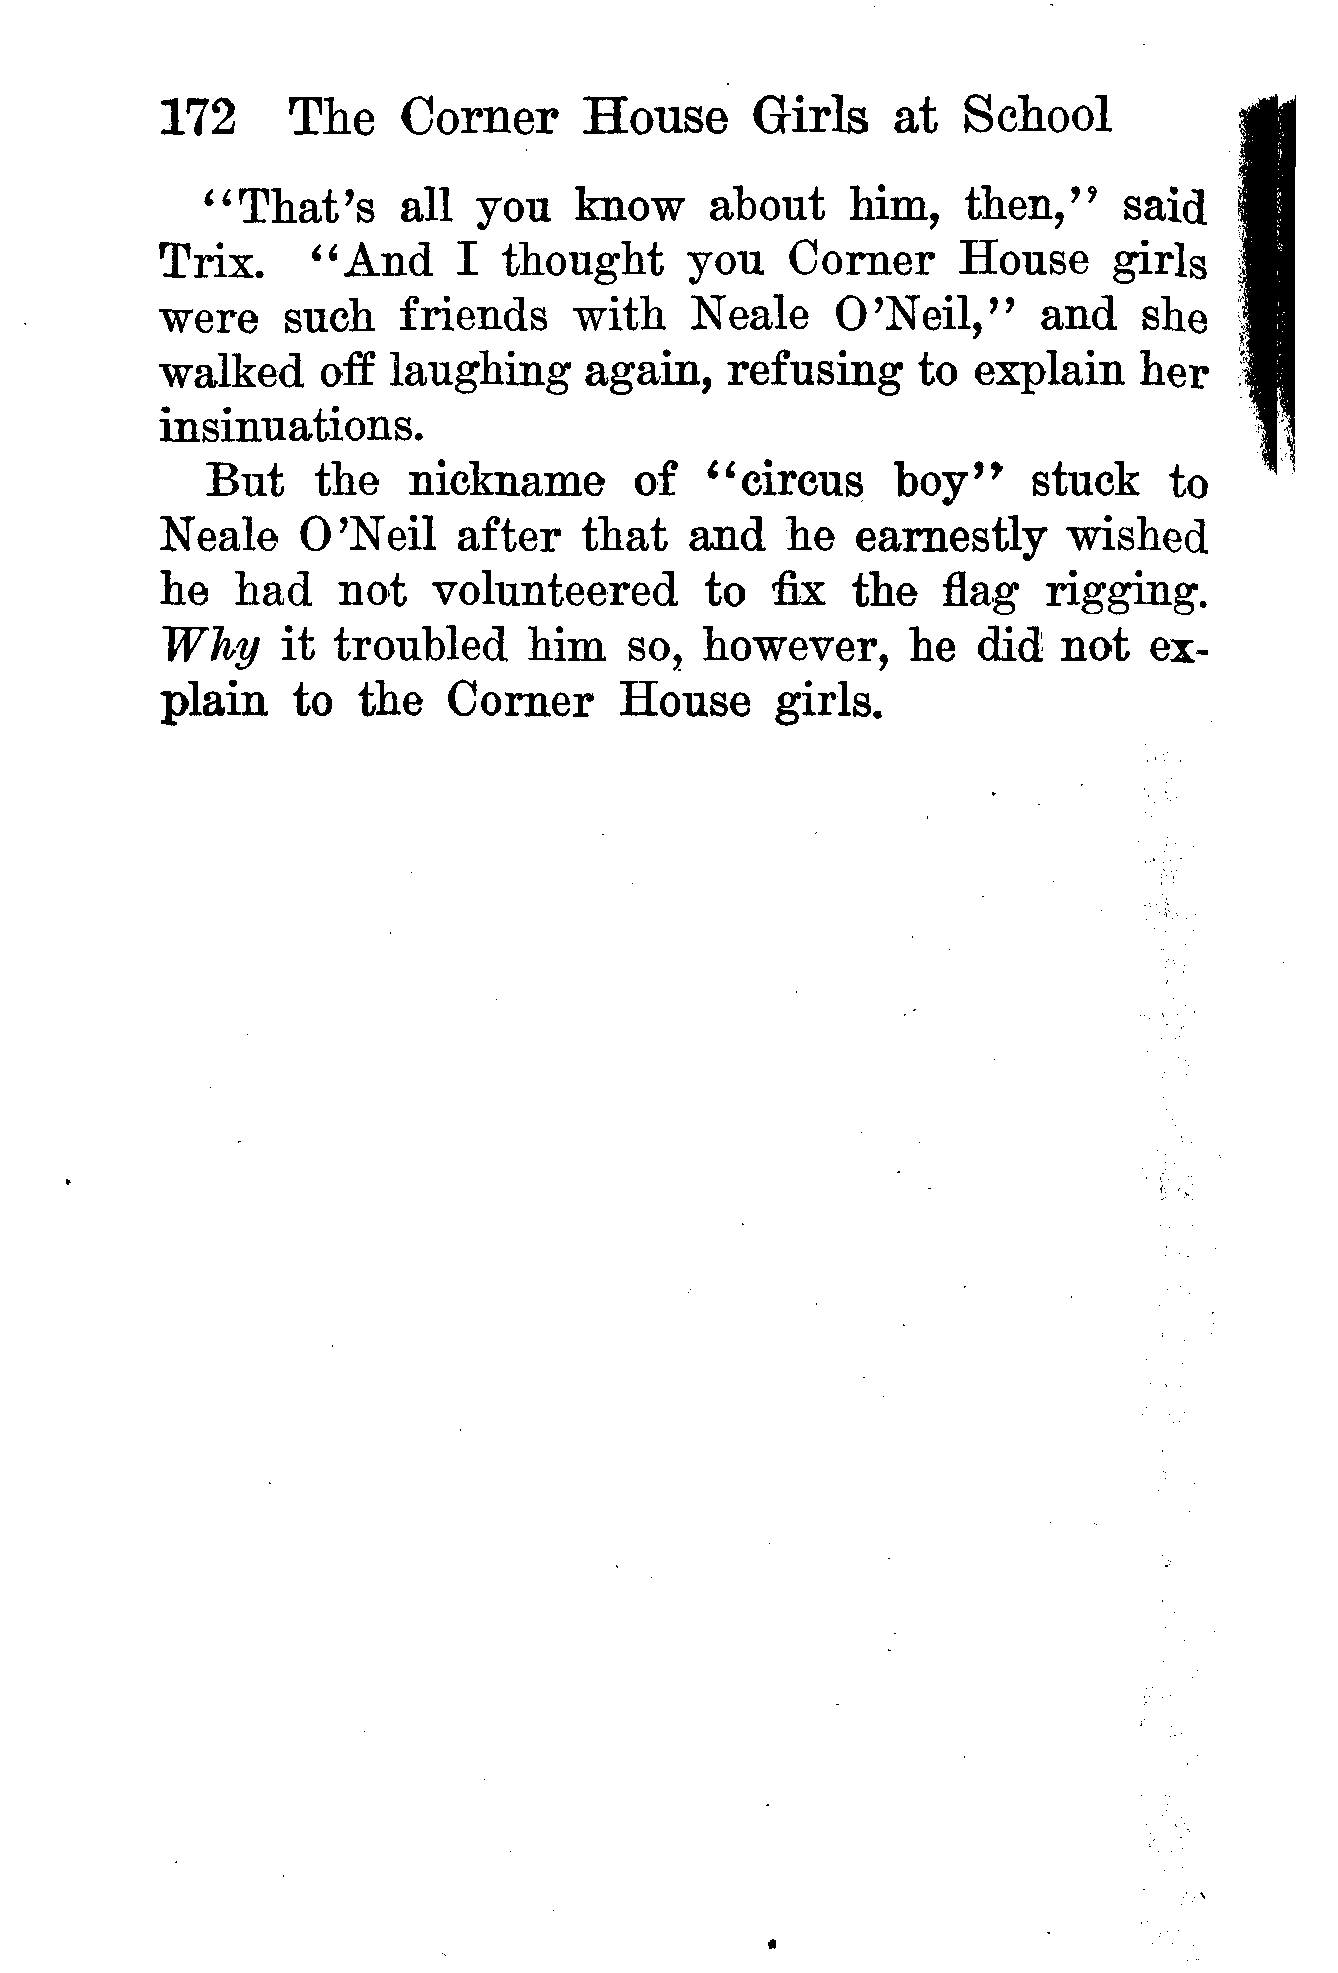 172 The Corner House Girls at School
"That's all you know about him, then," said
Trix. "And I thought you Corner House girls
were such friends with Neale O'Neil," and she
walked off laughing again, refusing to explain her
insinuations.
But the nickname of "circus boy" stuck to
Neale O'Neil after that and he earnestly wished
he had not volunteered to fix the flag rigging.
Why it troubled him so, however, he did not ex-
plain to the Corner House girls.